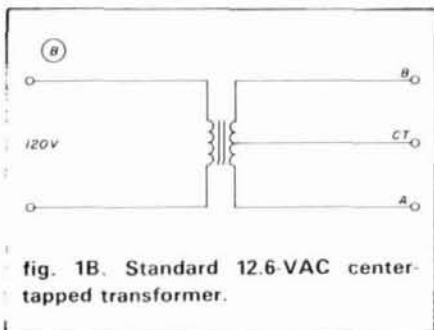 B
B
120V
CT
A
fig. 1B. Standard 12.6-VAC center-
tapped transformer.